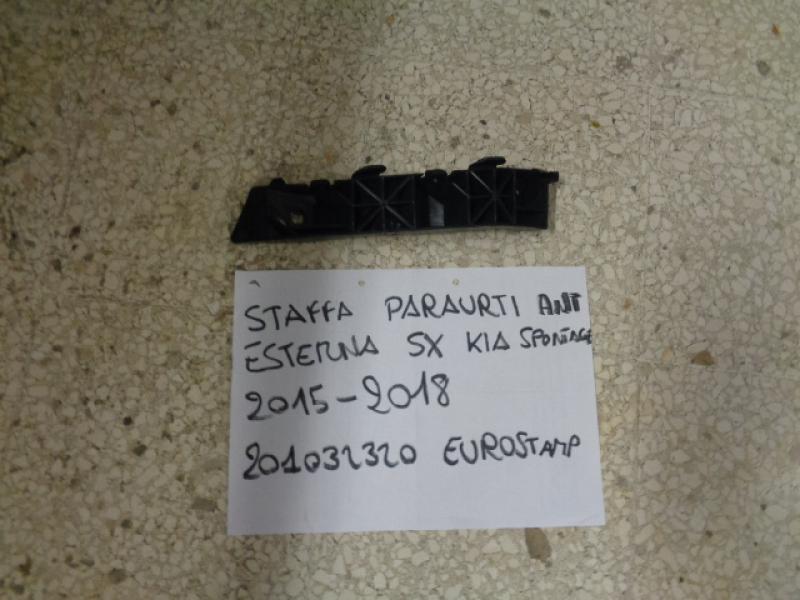 STAFFA PARAURTI ANT
ESTERNA SX KIA SPORTAGE
2015-2018
201032320 EUROSTAMP